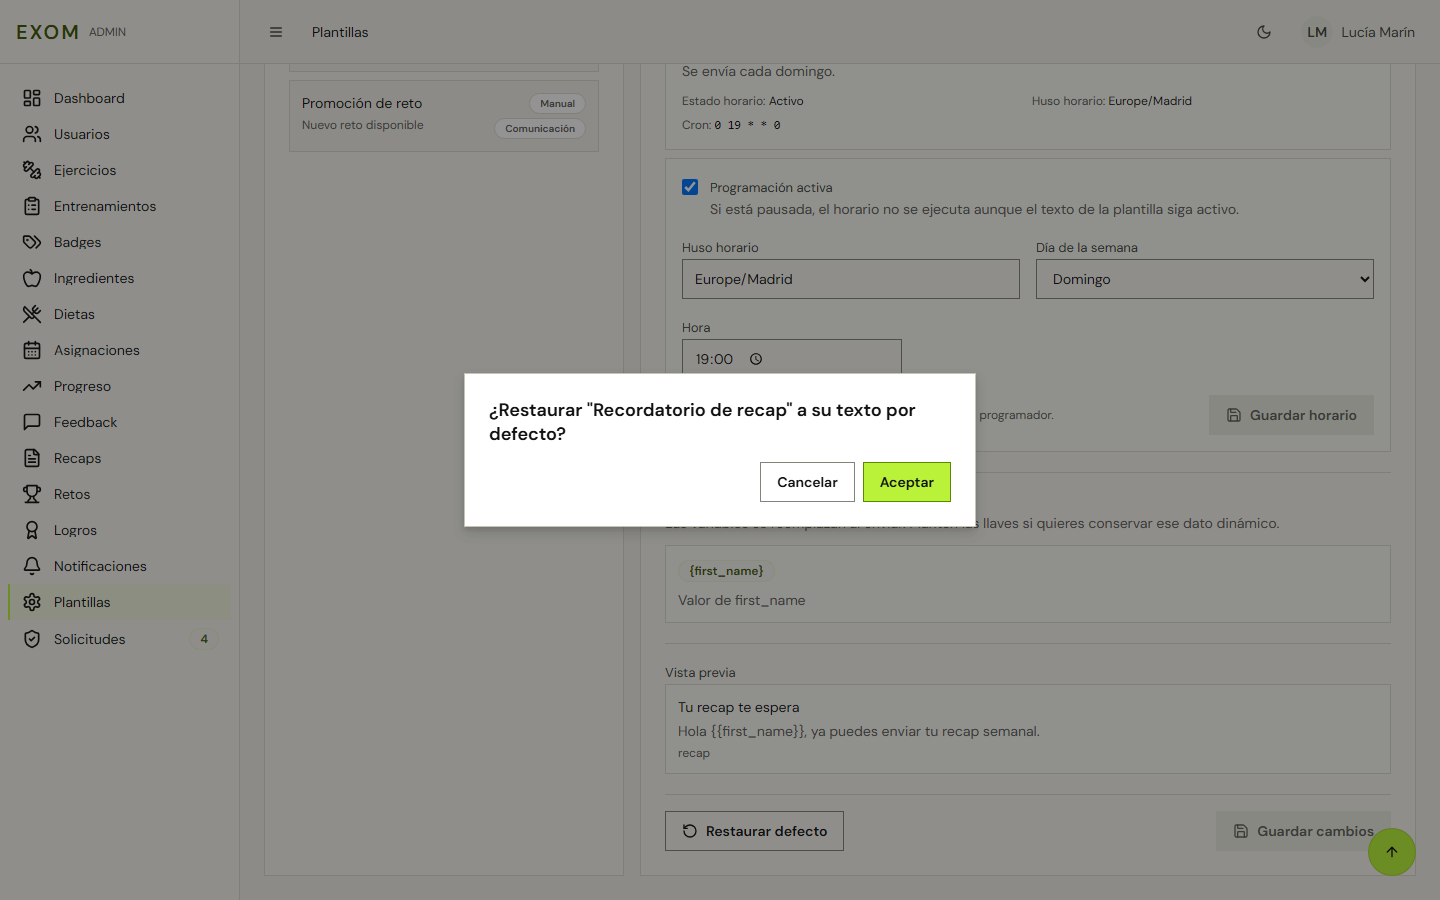 EXOM ADMIN
Plantillas
LM Lucía Marín
Dashboard
Usuarios
Ejercicios
Entrenamientos
Badges
Ingredientes
Dietas
Asignaciones
Progreso
Feedback
Recaps
Retos
Logros
Notificaciones
Plantillas
Solicitudes 4
Promoción de reto Manual
Nuevo reto disponible Comunicación
Se envía cada domingo.
Estado horario: Activo Huso horario: Europe/Madrid
Cron: 0 19 * * 0
Programación activa
Si está pausada, el horario no se ejecuta aunque el texto de la plantilla siga activo.
Huso horario Día de la semana
Europe/Madrid Domingo
Hora
19:00
programador. Guardar horario
¿Restaurar "Recordatorio de recap" a su texto por
defecto?
Cancelar Aceptar
llaves si quieres conservar ese dato dinámico.
{first_name}
Valor de first_name
Vista previa
Tu recap te espera
Hola {{first_name}}, ya puedes enviar tu recap semanal.
recap
Restaurar defecto Guardar cambios